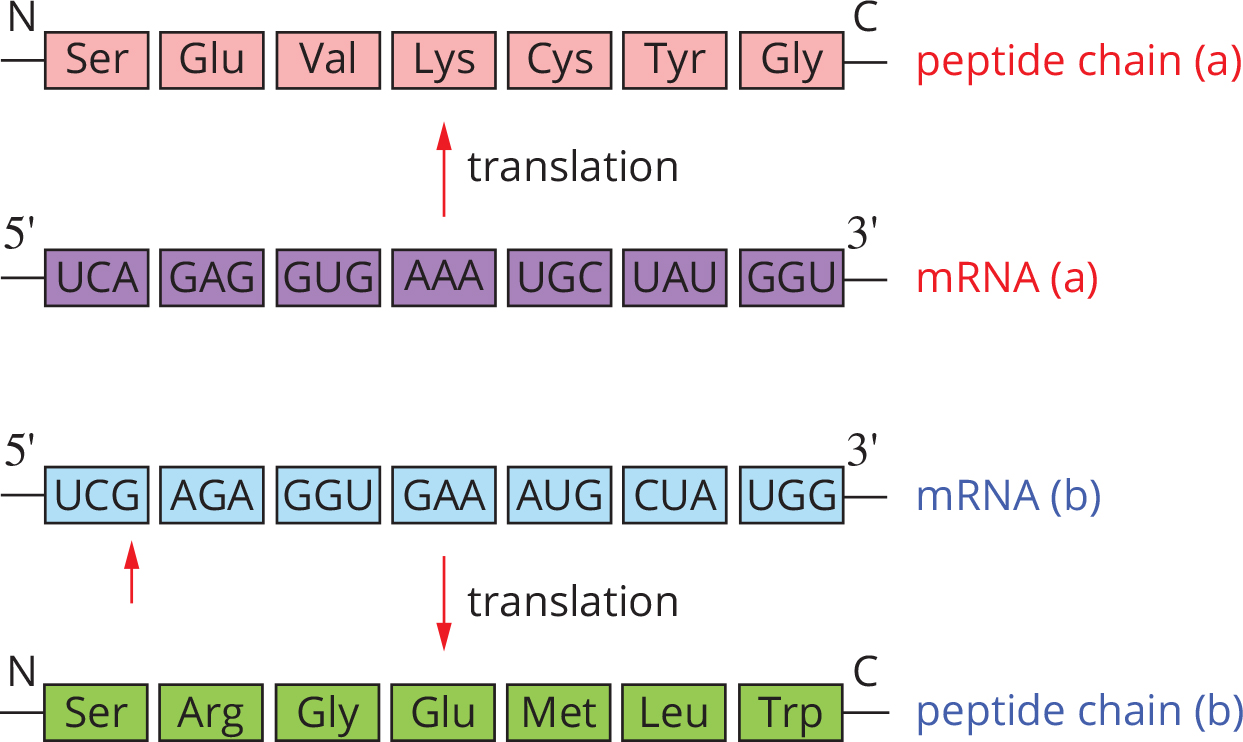 N C
Ser Glu Val Lys Cys Tyr Gly peptide chain (a)
translation
5' 3'
UCA GAG GUG AAA UGC UAU GGU mRNA (a)
5' 3'
UCG AGA GGU GAA AUG CUA UGG mRNA (b)
translation
N C
Ser Arg Gly Glu Met Leu Trp peptide chain (b)